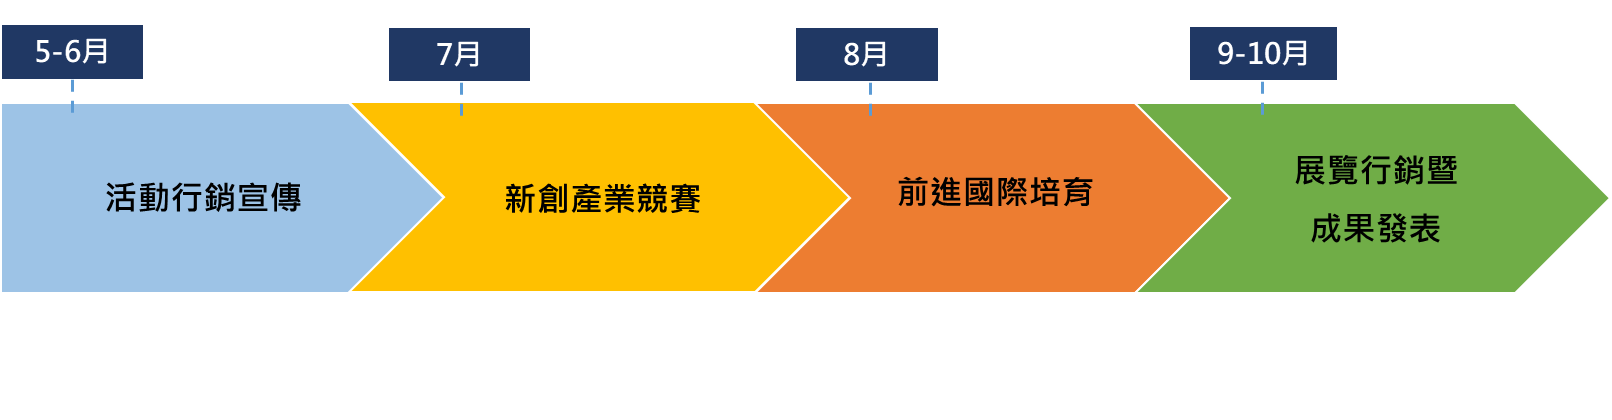 5-6月
7月
8月
9-10月
活動行銷宣傳
新創產業競賽
前進國際培育
展覽行銷暨
成果發表